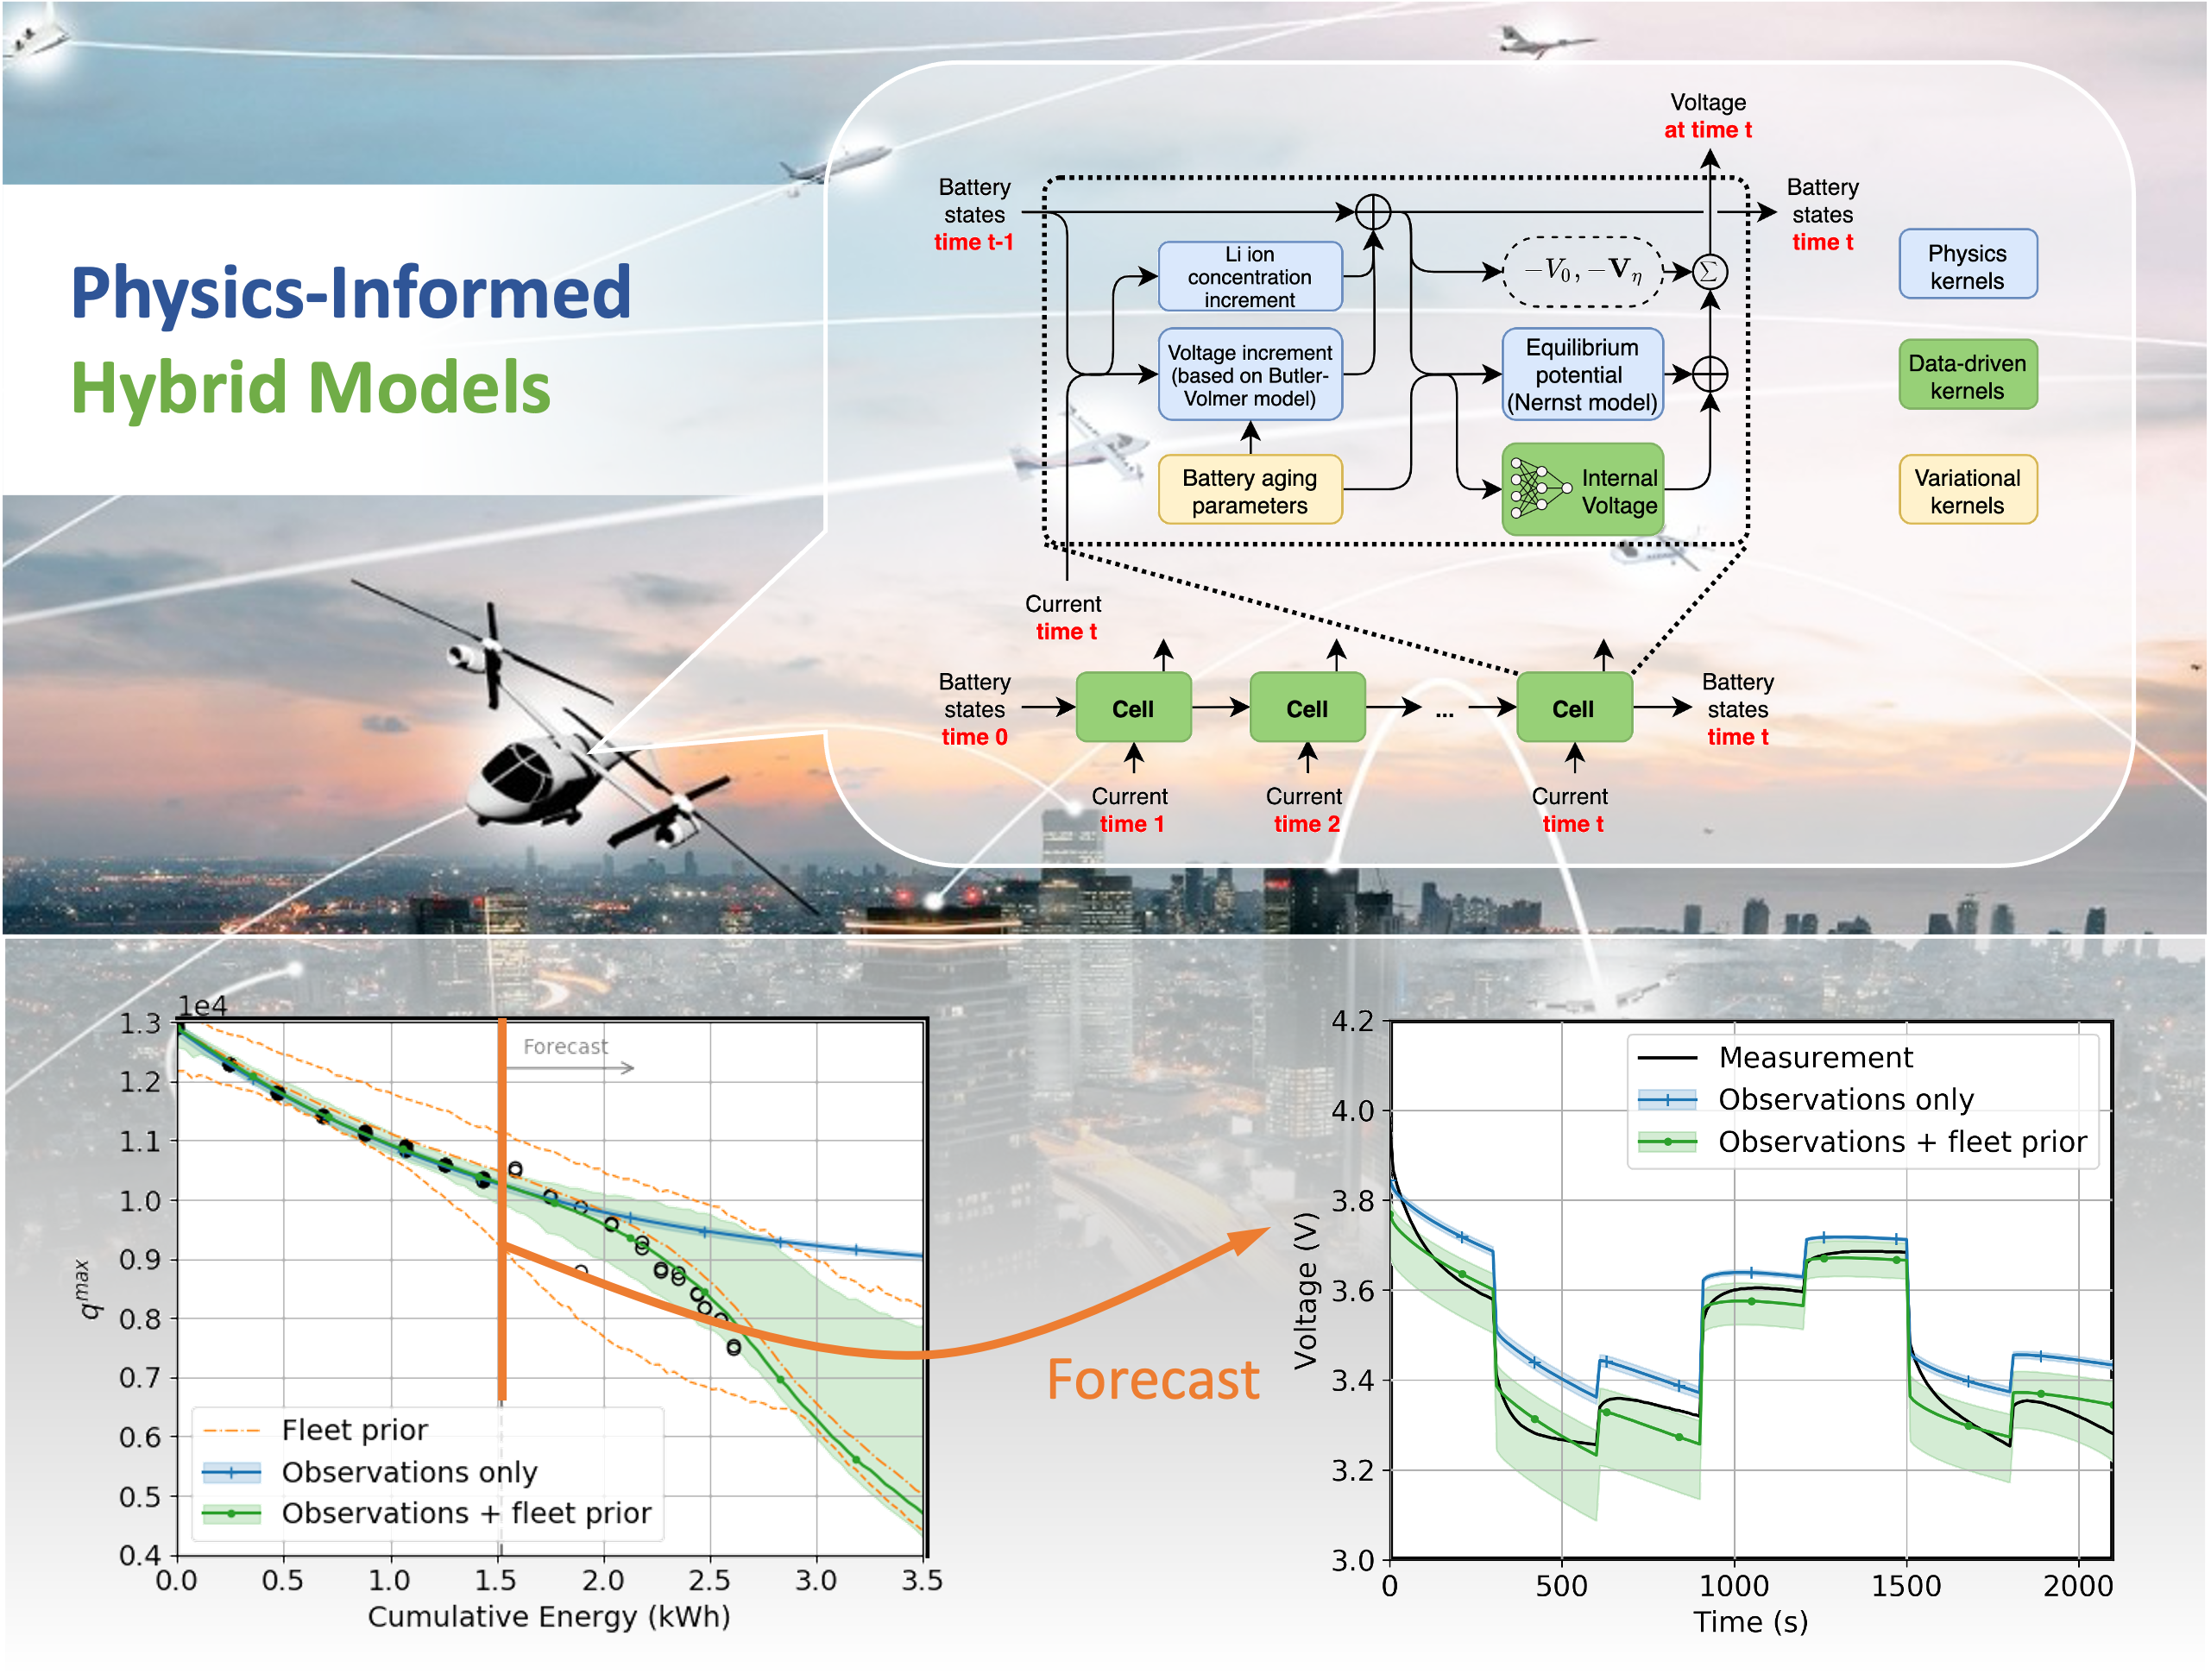 Physics-Informed
Hybrid Models
Voltage
at time t
Battery
states
time t-1
Battery
states
time t
Li ion
concentration
increment
−V₀, −V_η
Σ
Voltage increment
(based on Butler-
Volmer model)
Equilibrium
potential
(Nernst model)
Battery aging
parameters
Internal
Voltage
Physics
kernels
Data-driven
kernels
Variational
kernels
Current
time t
Battery
states
time 0
Cell
Cell
...
Cell
Battery
states
time t
Current
time 1
Current
time 2
Current
time t
1e4
1.3
1.2
1.1
1.0
0.9
0.8
0.7
0.6
0.5
0.4
q^max
Forecast
Fleet prior
Observations only
Observations + fleet prior
0.0 0.5 1.0 1.5 2.0 2.5 3.0 3.5
Cumulative Energy (kWh)
Forecast
4.2
4.0
3.8
3.6
3.4
3.2
3.0
Voltage (V)
Measurement
Observations only
Observations + fleet prior
0 500 1000 1500 2000
Time (s)